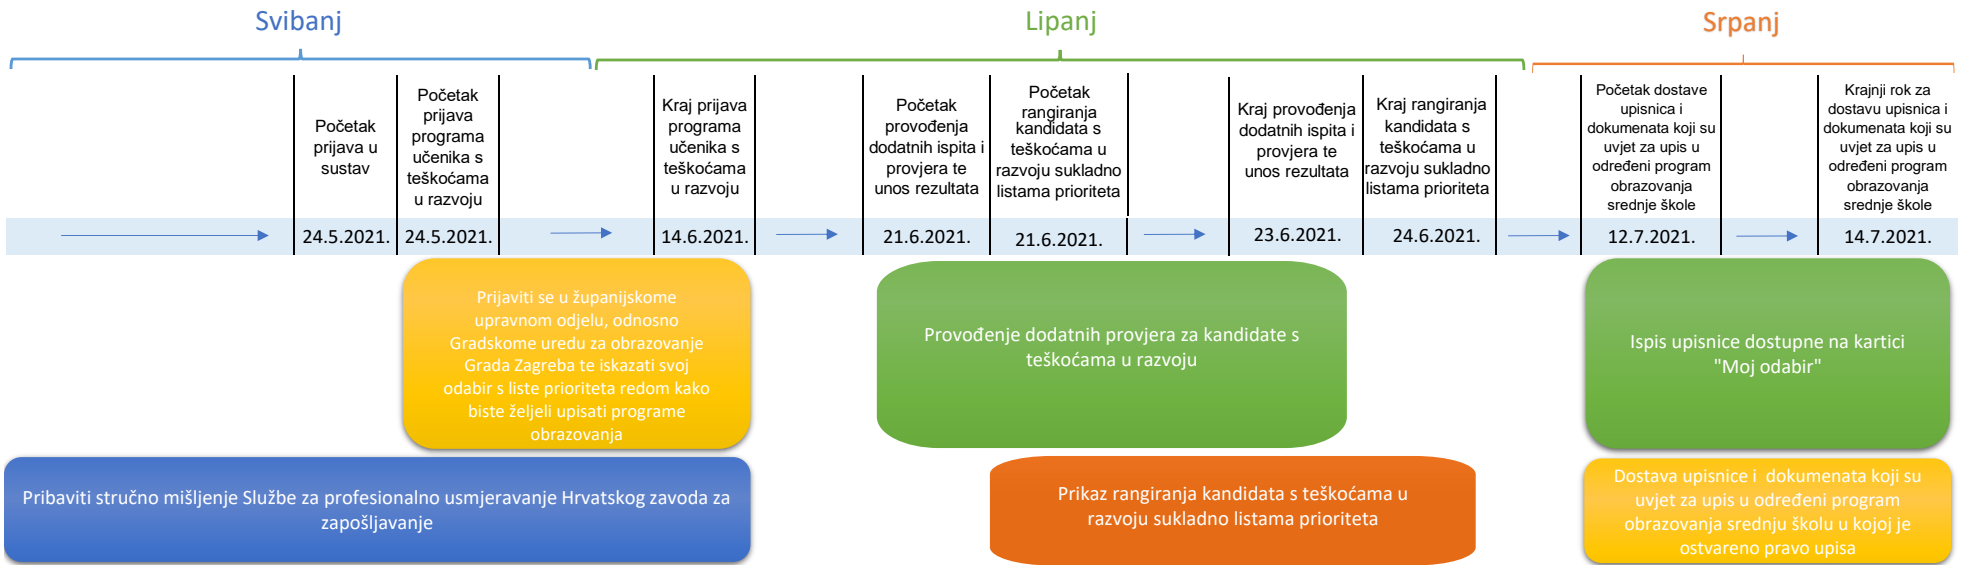 Svibanj
Lipanj
Srpanj
Početak
prijava u
sustav
Početak
prijava
programa
učenika s
teškoćama
u razvoju
Kraj prijava
programa
učenika s
teškoćama
u razvoju
Početak
provođenja
dodatnih ispita i
provjera te
unos rezultata
Početak
rangiranja
kandidata s
teškoćama u
razvoju sukladno
listama prioriteta
Kraj provođenja
dodatnih ispita i
provjera te
unos rezultata
Kraj rangiranja
kandidata s
teškoćama u
razvoju sukladno
listama prioriteta
Početak dostave
upisnica i
dokumenata koji su
uvjet za upis u
određeni program
obrazovanja
srednje škole
Krajnji rok za
dostavu upisnica i
dokumenata koji su
uvjet za upis u
određeni program
obrazovanja
srednje škole
24.5.2021.
24.5.2021.
14.6.2021.
21.6.2021.
21.6.2021.
23.6.2021.
24.6.2021.
12.7.2021.
14.7.2021.
Prijaviti se u županijskome
upravnom odjelu, odnosno
Gradskome uredu za obrazovanje
Grada Zagreba te iskazati svoj
odabir s liste prioriteta redom kako
biste željeli upisati programe
obrazovanja
Provođenje dodatnih provjera za kandidate s
teškoćama u razvoju
Ispis upisnice dostupne na kartici
"Moj odabir"
Pribaviti stručno mišljenje Službe za profesionalno usmjeravanje Hrvatskog zavoda za
zapošljavanje
Prikaz rangiranja kandidata s teškoćama u
razvoju sukladno listama prioriteta
Dostava upisnice i  dokumenata koji su
uvjet za upis u određeni program
obrazovanja srednju školu u kojoj je
ostvareno pravo upisa